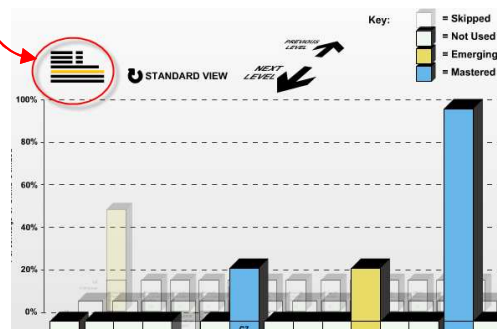 Key:
= Skipped
= Not Used
= Emerging
= Mastered
PREVIOUS
LEVEL
STANDARD VIEW
NEXT
LEVEL
100%
80%
60%
40%
20%
0%